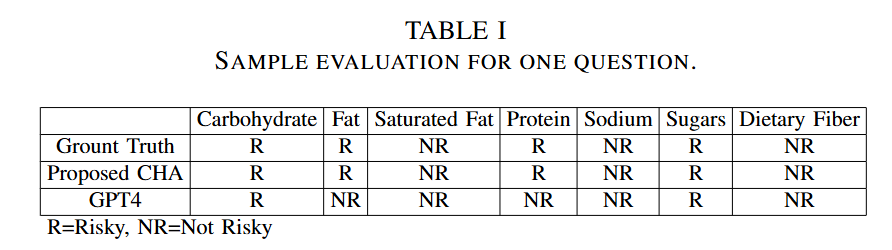 TABLE I
SAMPLE EVALUATION FOR ONE QUESTION.
Carbohydrate Fat Saturated Fat Protein Sodium Sugars Dietary Fiber
Grount Truth R R NR R NR R NR
Proposed CHA R R NR R NR R NR
GPT4 R NR NR NR NR R NR
R=Risky, NR=Not Risky